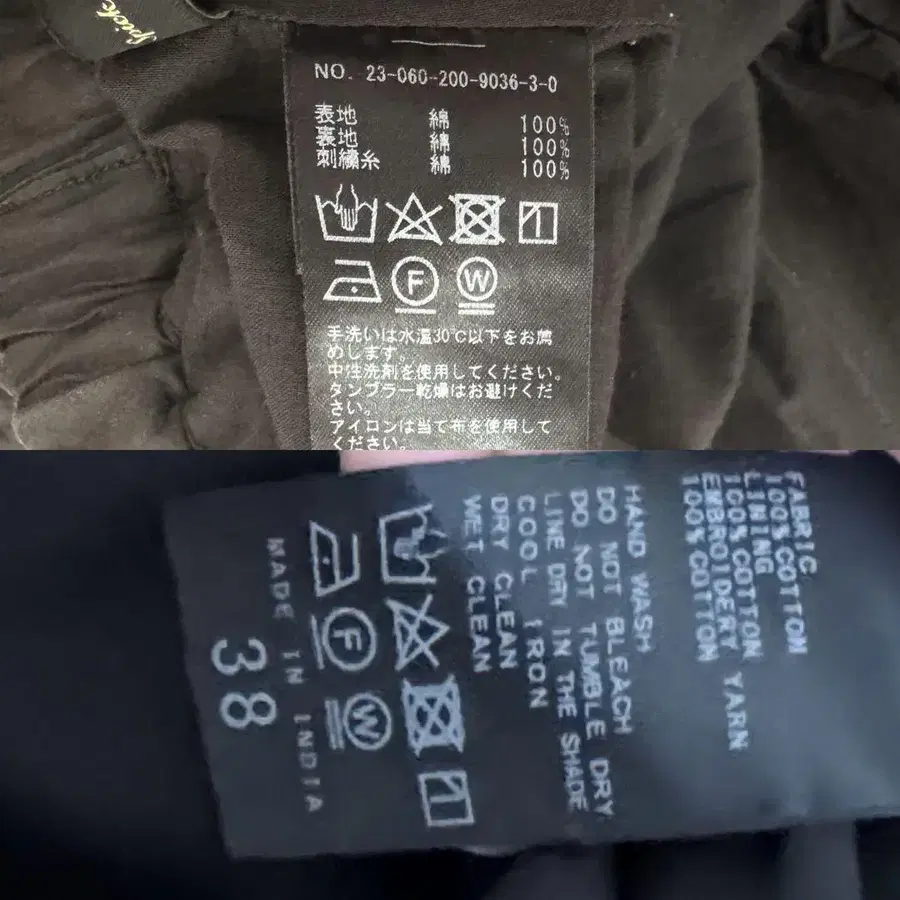 Spick
NO. 23-060-200-9036-3-0
表地 綿 100%
裏地 綿 100%
刺繍糸 綿 100%
F W
手洗いは水温30℃以下をお薦
めします。
中性洗剤を使用してください。
タンブラー乾燥はお避けくだ
さい。
アイロンは当て布を使用して
ください。
FABRIC
100% COTTON
LINING
100% COTTON
EMBROIDERY YARN
100% COTTON
HAND WASH
DO NOT BLEACH
DO NOT TUMBLE DRY
LINE DRY IN THE SHADE
COOL IRON
DRY CLEAN
WET CLEAN
F W
MADE IN INDIA
38